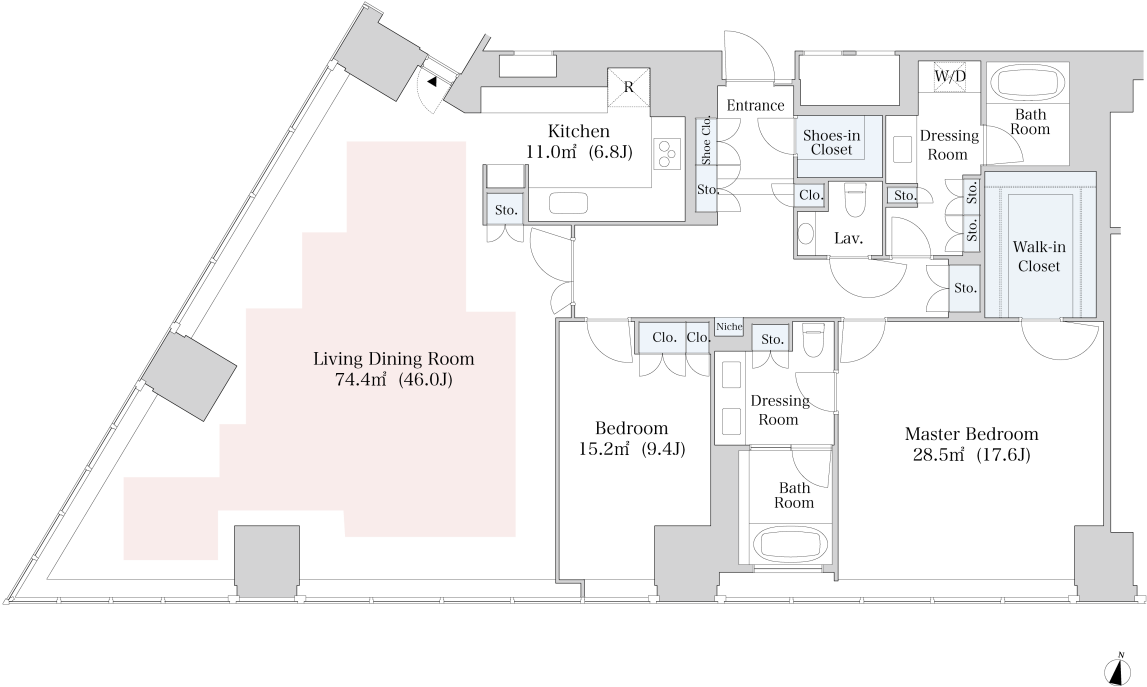 W/D
R
Entrance
Bath
Room
Kitchen
11.0㎡ (6.8J)
Shoe Clo.
Shoes-in
Closet
Dressing
Room
Sto.
Clo.
Sto.
Sto.
Sto.
Sto.
Lav.
Walk-in
Closet
Sto.
Niche
Clo.
Clo.
Sto.
Living Dining Room
74.4㎡ (46.0J)
Dressing
Room
Bedroom
15.2㎡ (9.4J)
Master Bedroom
28.5㎡ (17.6J)
Bath
Room
N